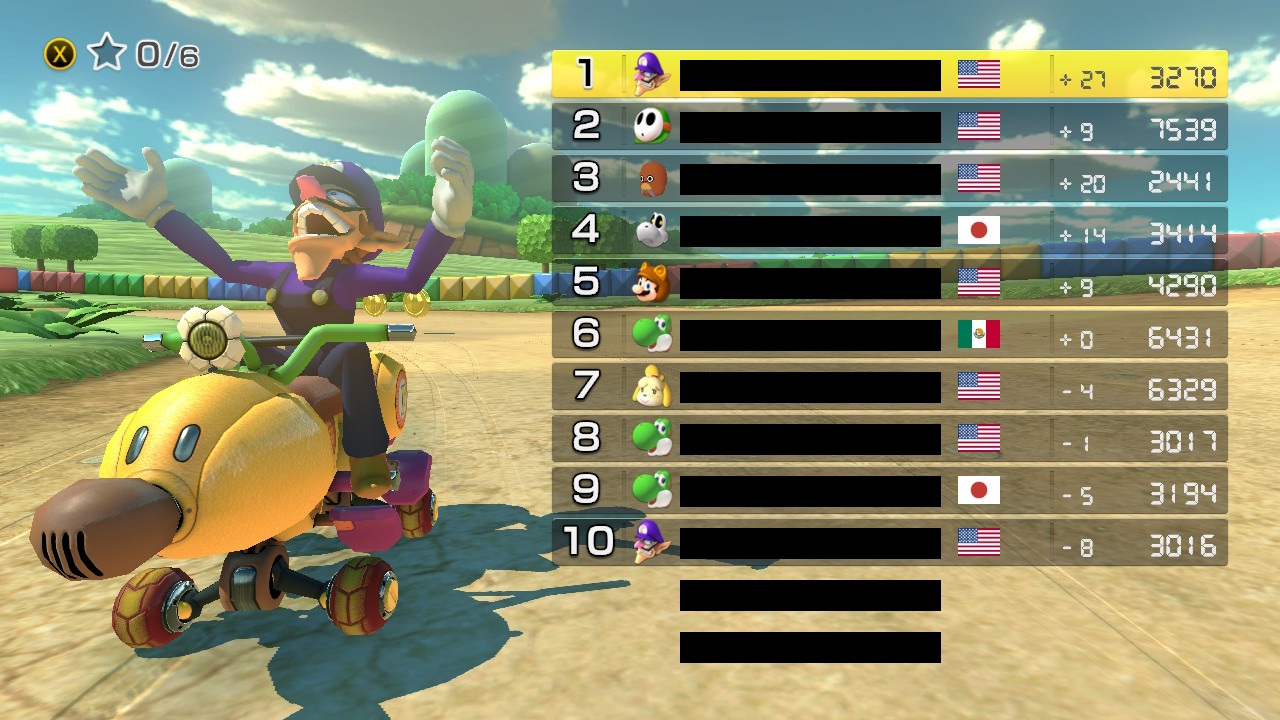 X 0/6
1 + 27 3270
2 + 9 7539
3 + 20 2441
4 + 14 3414
5 + 9 4290
6 + 0 6431
7 - 4 6329
8 - 1 3017
9 - 5 3194
10 - 8 3016